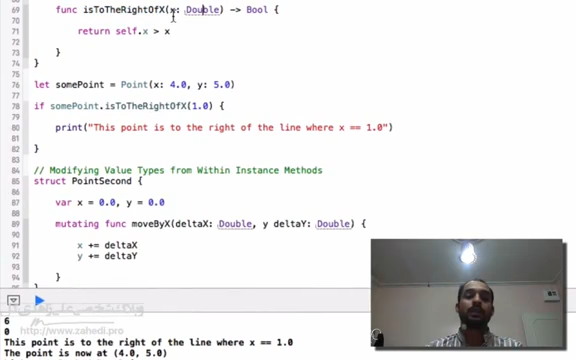 69 func isToTheRightOfX(x: Double) -> Bool {
70
71 return self.x > x
72
73 }
74 }
75
76 let somePoint = Point(x: 4.0, y: 5.0)
77
78 if somePoint.isToTheRightOfX(1.0) {
79
80 print("This point is to the right of the line where x == 1.0")
81
82 }
83
84 // Modifying Value Types from Within Instance Methods
85 struct PointSecond {
86
87 var x = 0.0, y = 0.0
88
89 mutating func moveByX(deltaX: Double, y deltaY: Double) {
90
91 x += deltaX
92 y += deltaY
93
94 }
95
6
0
http://www.zahedi.pro
This point is to the right of the line where x == 1.0
The point is now at (4.0, 5.0)